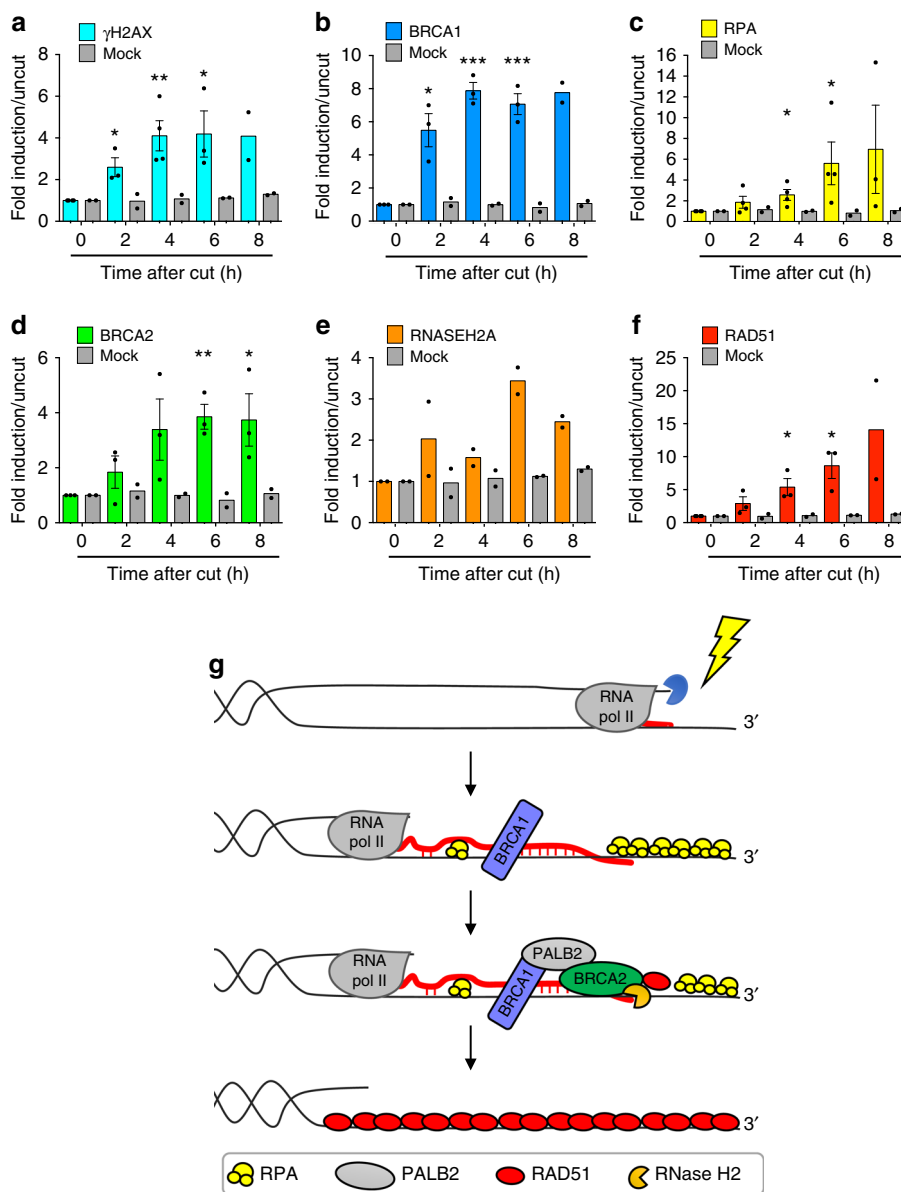 a
γH2AX
Mock
Fold induction/uncut
8
6
4
2
0
*
**
*
0 2 4 6 8
Time after cut (h)
b
BRCA1
Mock
Fold induction/uncut
10
8
6
4
2
0
*
***
***
0 2 4 6 8
Time after cut (h)
c
RPA
Mock
Fold induction/uncut
16
14
12
10
8
6
4
2
0
*
*
0 2 4 6 8
Time after cut (h)
d
BRCA2
Mock
Fold induction/uncut
6
4
2
0
**
*
0 2 4 6 8
Time after cut (h)
e
RNASEH2A
Mock
Fold induction/uncut
4
3
2
1
0
0 2 4 6 8
Time after cut (h)
f
RAD51
Mock
Fold induction/uncut
25
20
15
10
5
0
*
*
0 2 4 6 8
Time after cut (h)
g
RNA
pol II
3′
RNA
pol II
BRCA1
3′
RNA
pol II
BRCA1
PALB2
BRCA2
3′
3′
RPA PALB2 RAD51 RNase H2